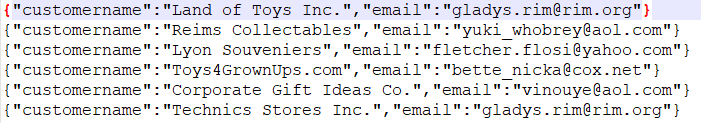 {"customername":"Land of Toys Inc.","email":"gladys.rim@rim.org"}
{"customername":"Reims Collectables","email":"yuki_whobrey@aol.com"}
{"customername":"Lyon Souveniers","email":"fletcher.flosi@yahoo.com"}
{"customername":"Toys4GrownUps.com","email":"bette_nicka@cox.net"}
{"customername":"Corporate Gift Ideas Co.","email":"vinouye@aol.com"}
{"customername":"Technics Stores Inc.","email":"gladys.rim@rim.org"}